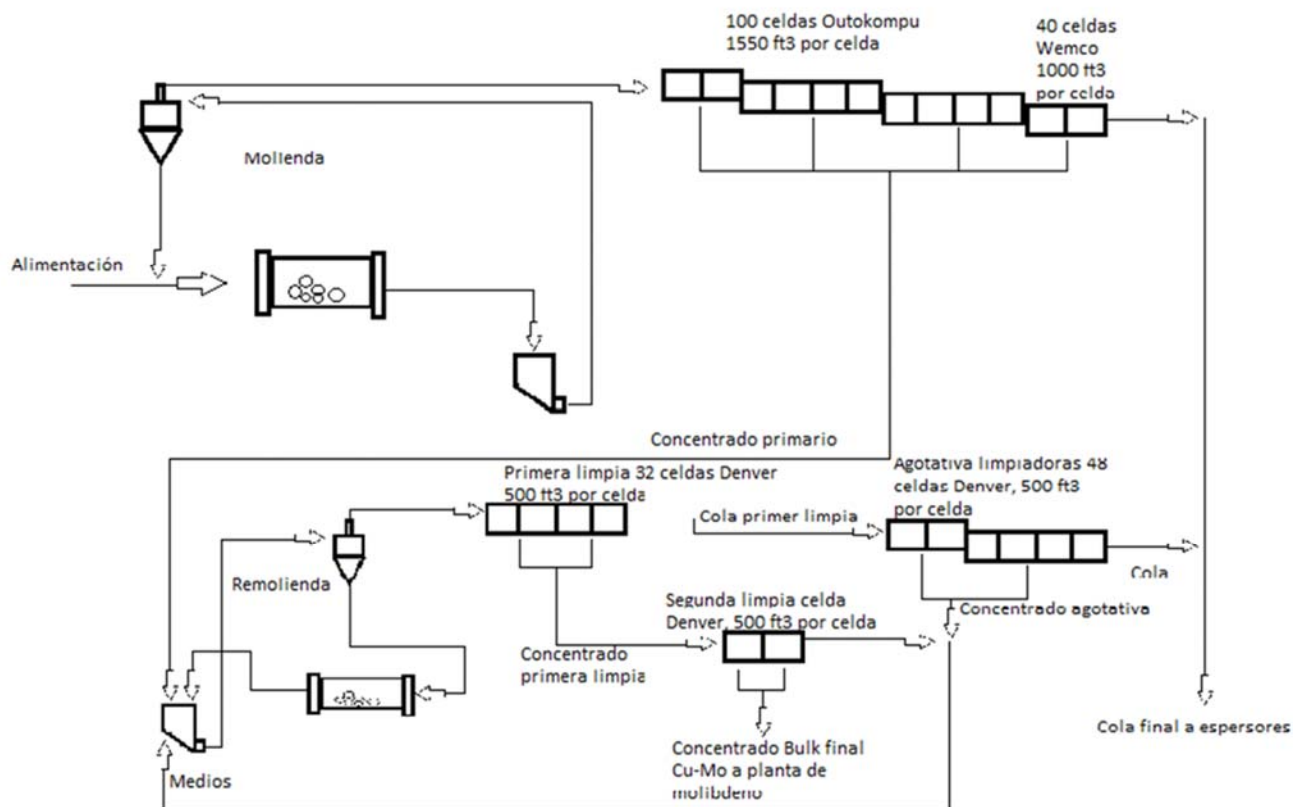 100 celdas Outokompu
1550 ft3 por celda
40 celdas
Wemco
1000 ft3
por celda
Molienda
Alimentación
Concentrado primario
Primera limpia 32 celdas Denver
500 ft3 por celda
Agotativa limpiadoras 48
celdas Denver, 500 ft3
por celda
Cola primer limpia
Remolienda
Cola
Segunda limpia celda
Denver, 500 ft3 por celda
Concentrado agotativa
Concentrado
primera limpia
Cola final a espersores
Concentrado Bulk final
Cu-Mo a planta de
molibdeno
Medios